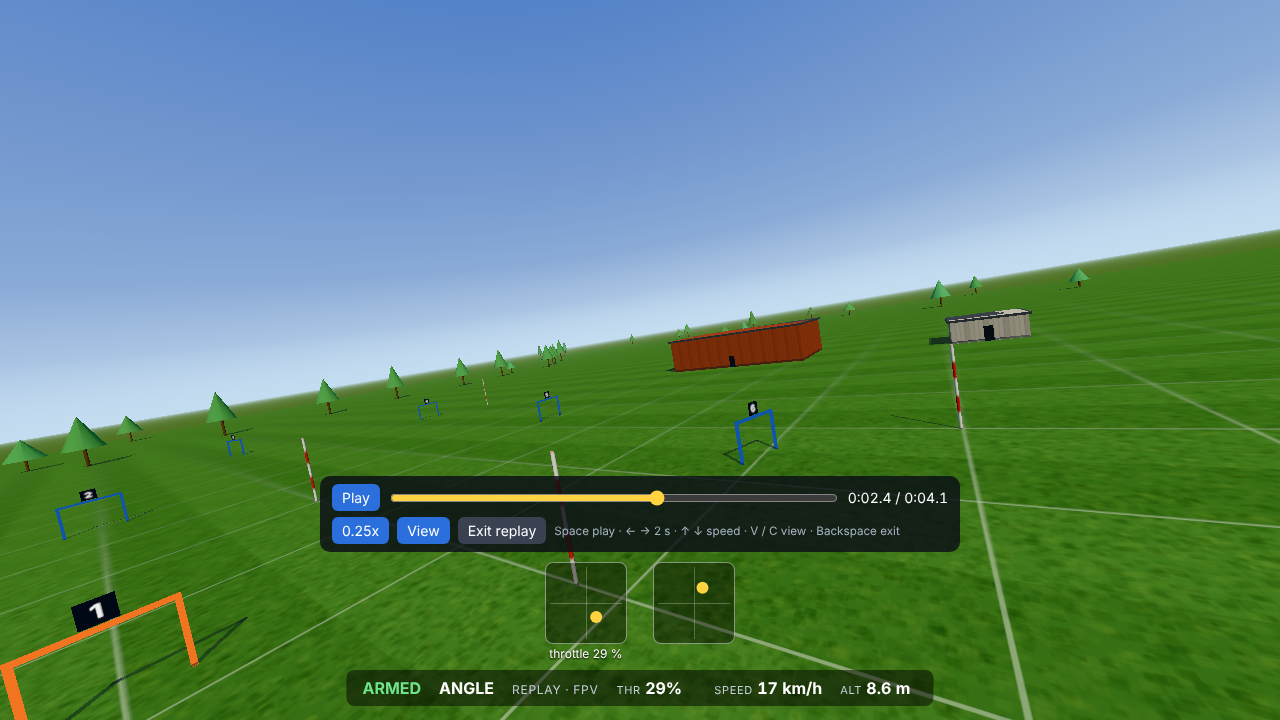 6
2
1
Play 0:02.4 / 0:04.1
0.25x View Exit replay Space play · ← → 2 s · ↑ ↓ speed · V / C view · Backspace exit
throttle 29 %
ARMED ANGLE REPLAY · FPV THR 29% SPEED 17 km/h ALT 8.6 m